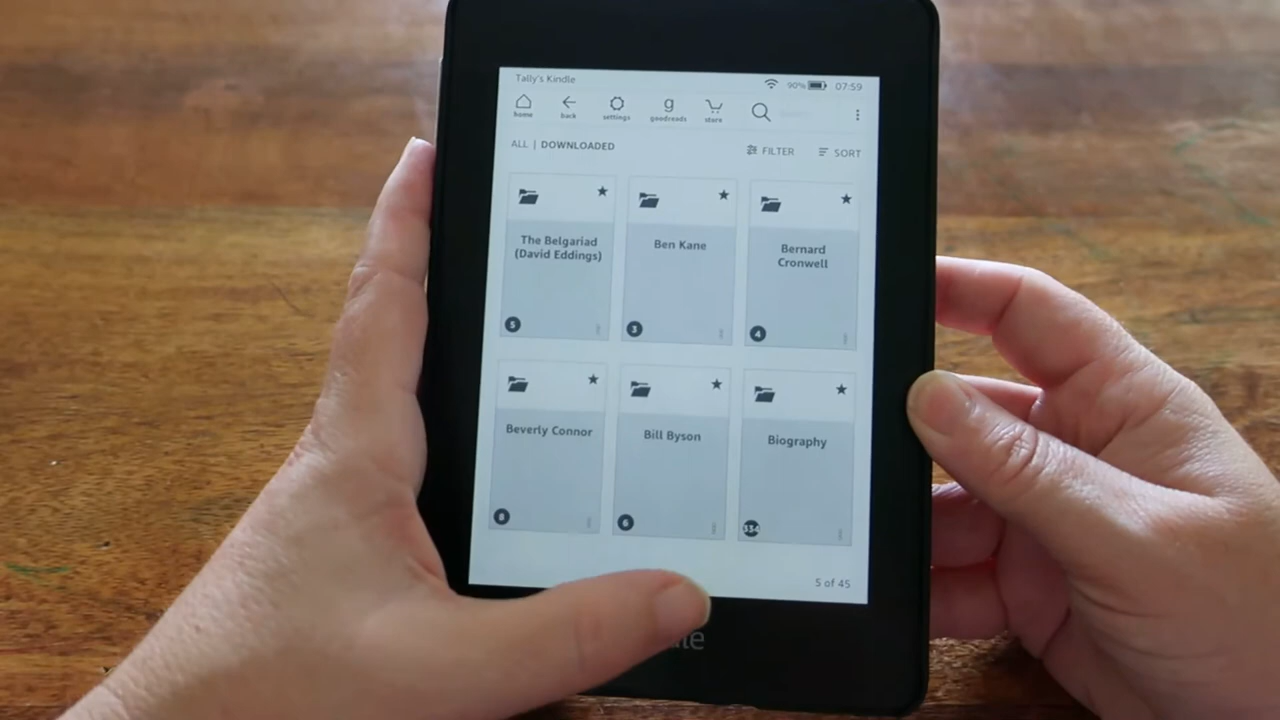 Tally's Kindle
90% 07:59
home back settings goodreads store
ALL | DOWNLOADED
FILTER SORT
The Belgariad
(David Eddings)
5
Ben Kane
3
Bernard
Cronwell
4
Beverly Connor
8
Bill Byson
6
Biography
334
5 of 45